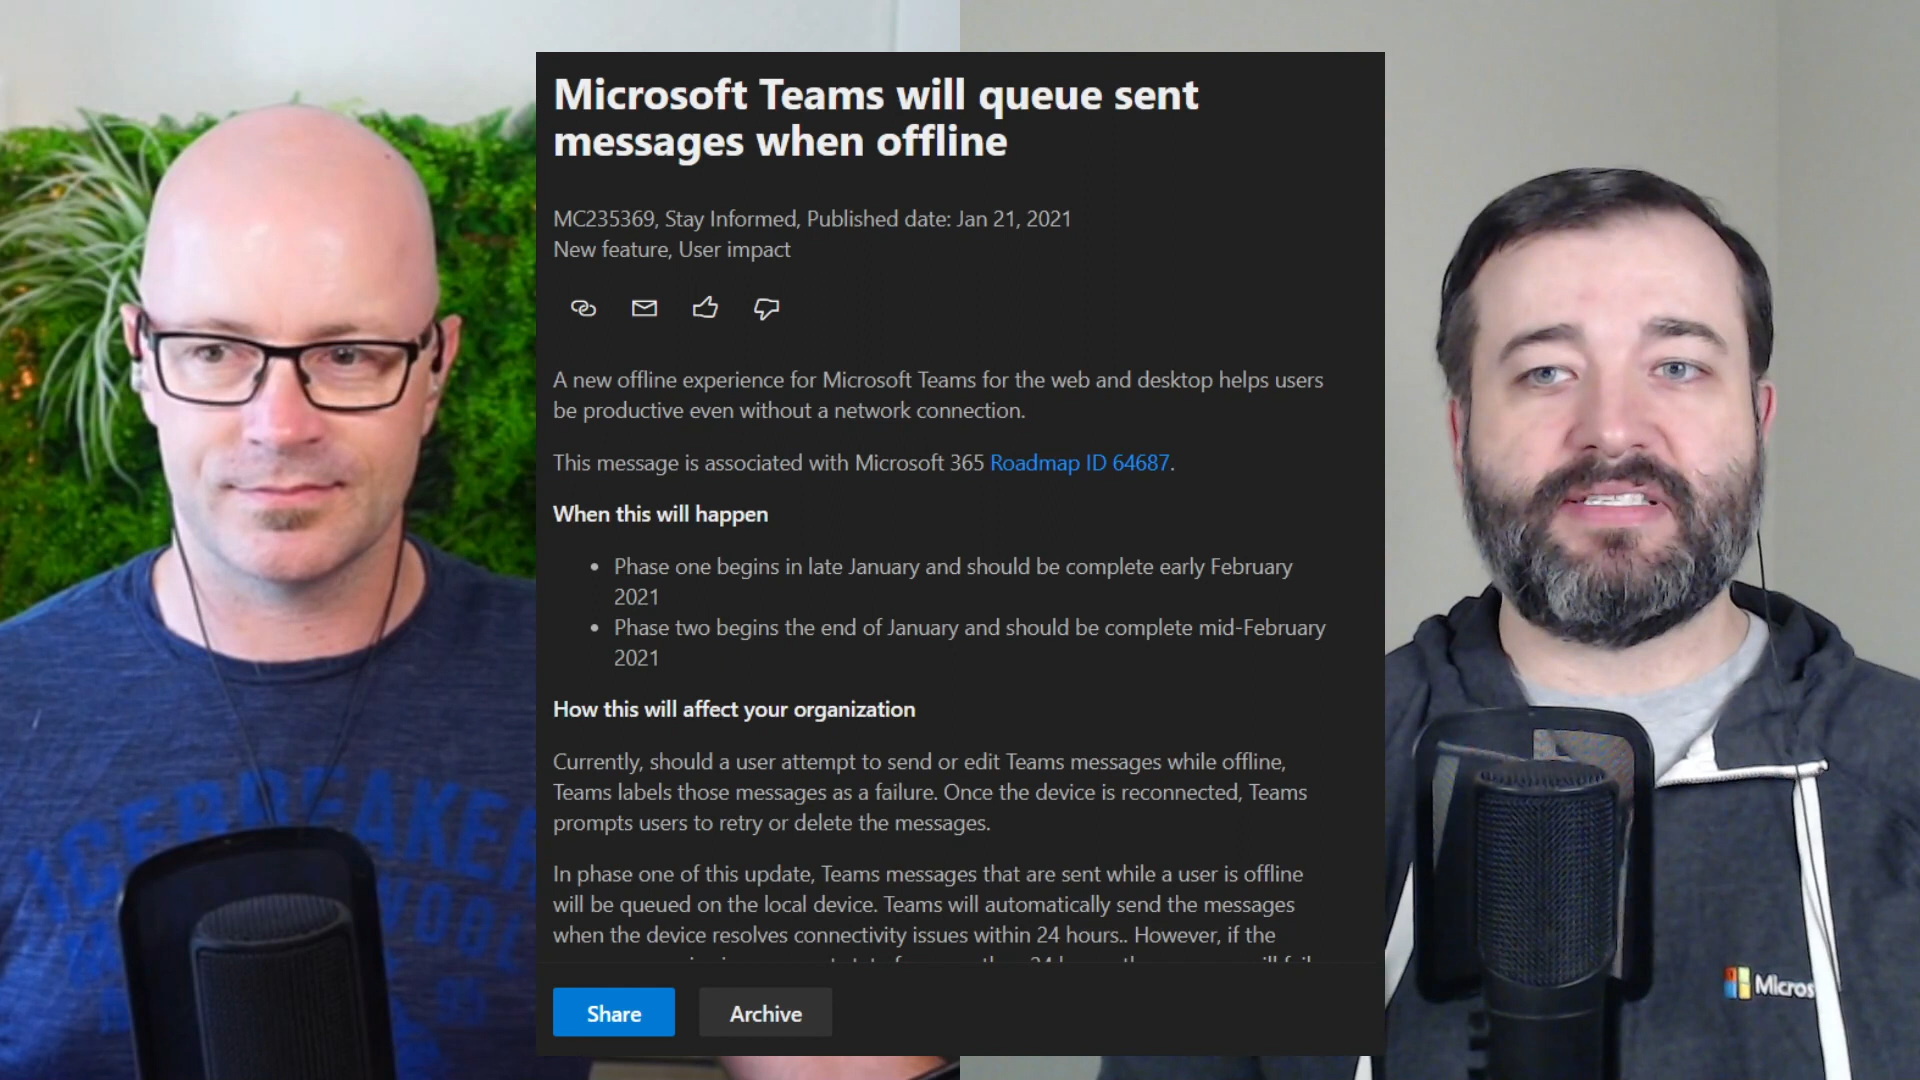 Microsoft Teams will queue sent
messages when offline
MC235369, Stay Informed, Published date: Jan 21, 2021
New feature, User impact
A new offline experience for Microsoft Teams for the web and desktop helps users
be productive even without a network connection.
This message is associated with Microsoft 365 Roadmap ID 64687.
When this will happen
• Phase one begins in late January and should be complete early February
2021
• Phase two begins the end of January and should be complete mid-February
2021
How this will affect your organization
Currently, should a user attempt to send or edit Teams messages while offline,
Teams labels those messages as a failure. Once the device is reconnected, Teams
prompts users to retry or delete the messages.
In phase one of this update, Teams messages that are sent while a user is offline
will be queued on the local device. Teams will automatically send the messages
when the device resolves connectivity issues within 24 hours.. However, if the
Share
Archive
ICEBREAKER
WOOL
Micros